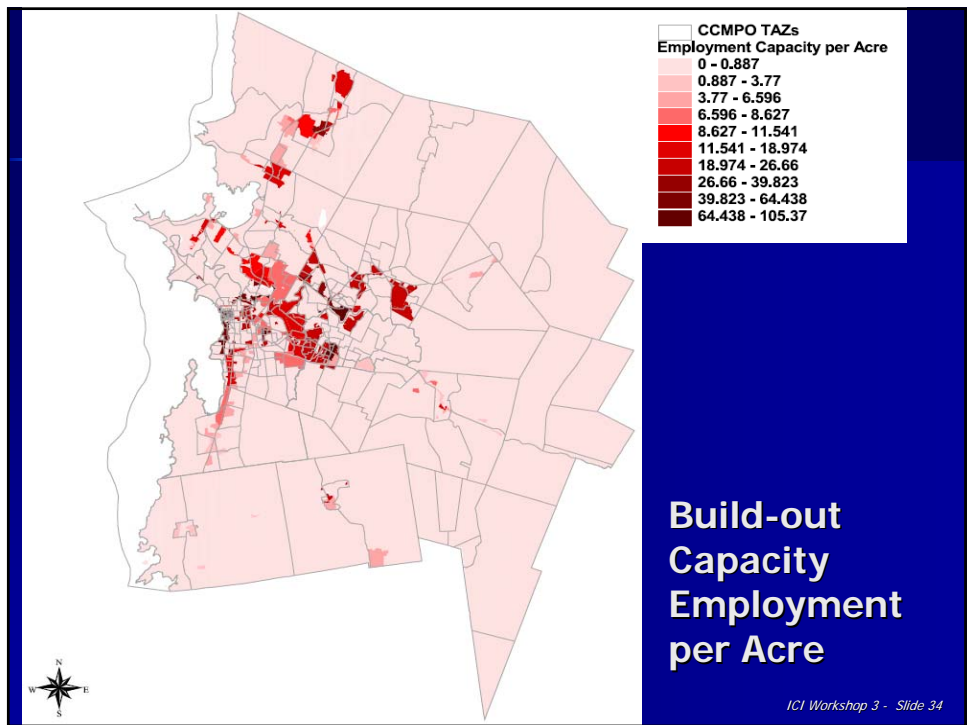 CCMPO TAZs
Employment Capacity per Acre
0 - 0.887
0.887 - 3.77
3.77 - 6.596
6.596 - 8.627
8.627 - 11.541
11.541 - 18.974
18.974 - 26.66
26.66 - 39.823
39.823 - 64.438
64.438 - 105.37
Build-out
Capacity
Employment
per Acre
N
W E
S
ICI Workshop 3 - Slide 34